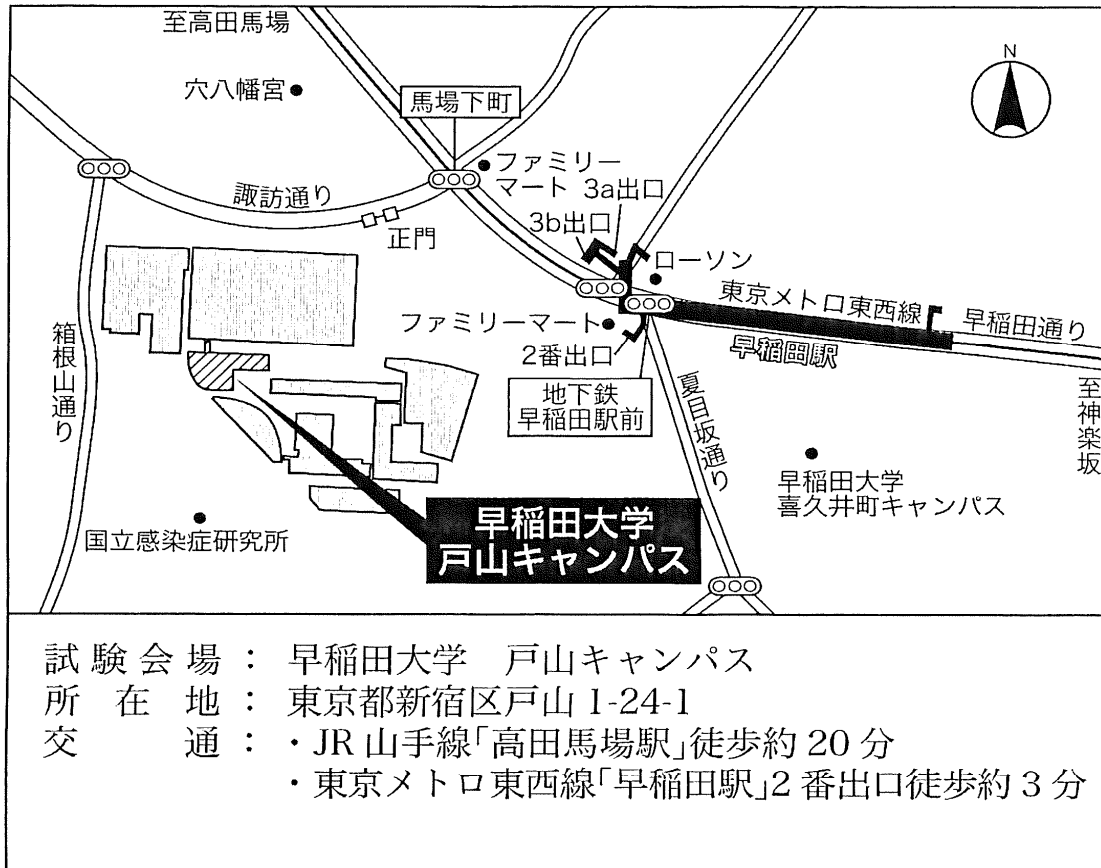 至高田馬場
穴八幡宮
馬場下町
N
ファミリー
マート
3a出口
3b出口
諏訪通り
正門
ローソン
東京メトロ東西線
早稲田通り
早稲田駅
ファミリーマート
2番出口
地下鉄
早稲田駅前
箱根山通り
夏目坂通り
至神楽坂
早稲田大学
喜久井町キャンパス
早稲田大学
戸山キャンパス
国立感染症研究所
試験会場：早稲田大学　戸山キャンパス
所在地：東京都新宿区戸山1-24-1
交通：・JR山手線「高田馬場駅」徒歩約20分
・東京メトロ東西線「早稲田駅」2番出口徒歩約3分